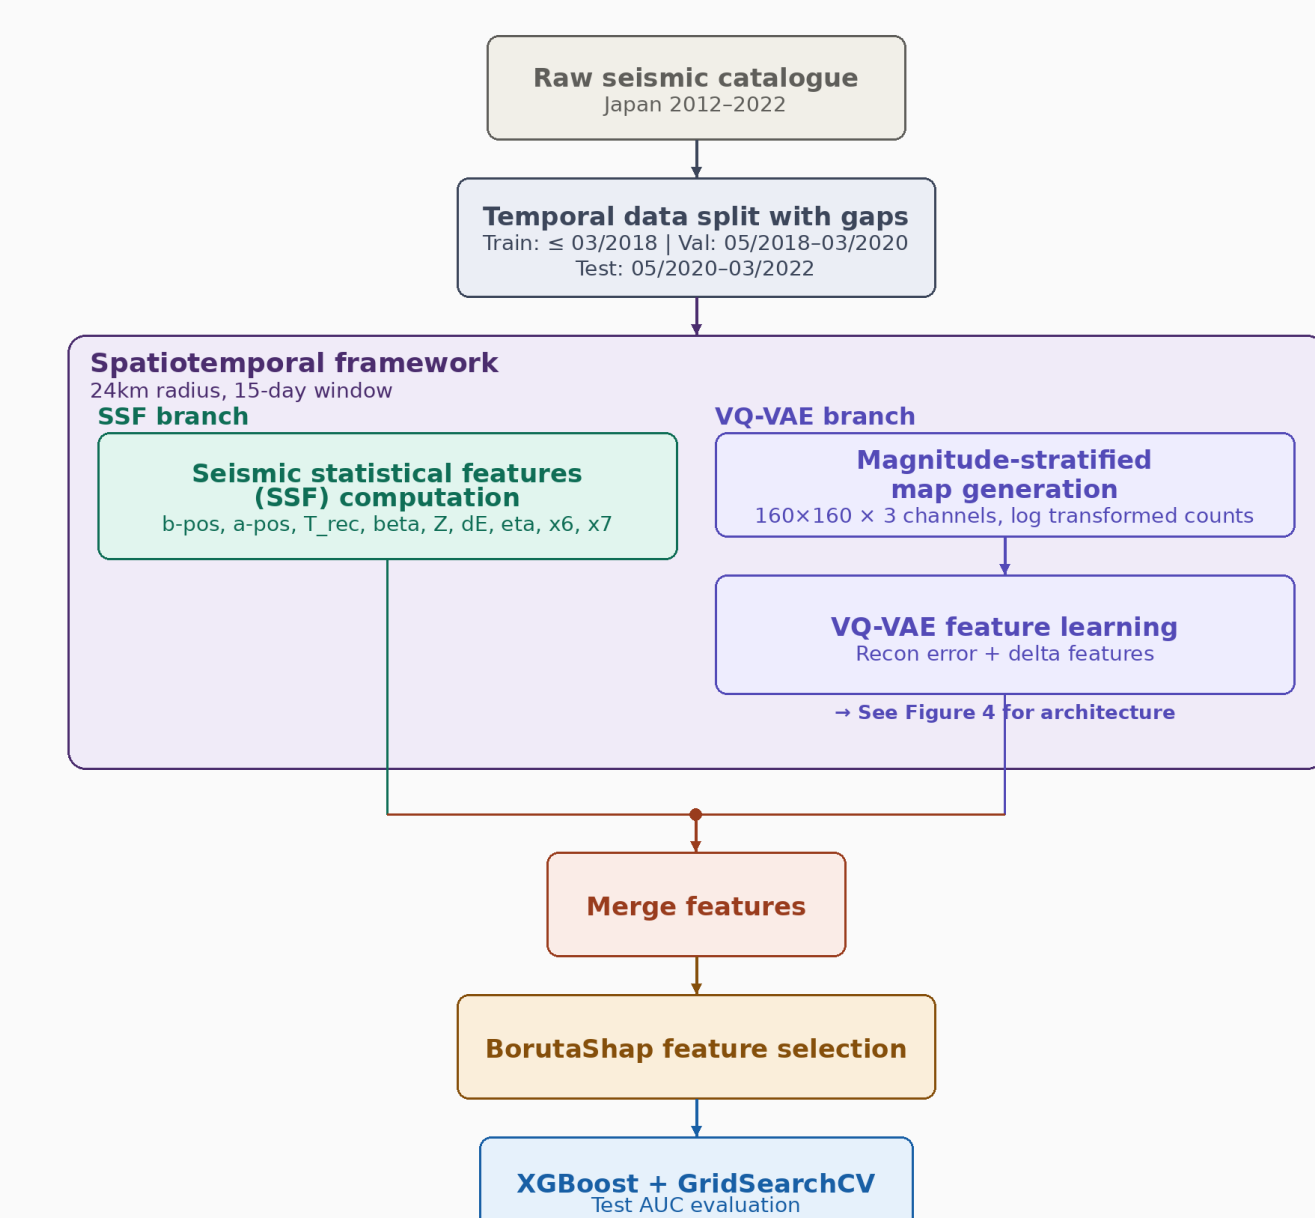 Raw seismic catalogue
Japan 2012–2022
Temporal data split with gaps
Train: ≤ 03/2018 | Val: 05/2018–03/2020
Test: 05/2020–03/2022
Spatiotemporal framework
24km radius, 15-day window
SSF branch
Seismic statistical features
(SSF) computation
b-pos, a-pos, T_rec, beta, Z, dE, eta, x6, x7
VQ-VAE branch
Magnitude-stratified
map generation
160×160 × 3 channels, log transformed counts
VQ-VAE feature learning
Recon error + delta features
→ See Figure 4 for architecture
Merge features
BorutaShap feature selection
XGBoost + GridSearchCV
Test AUC evaluation